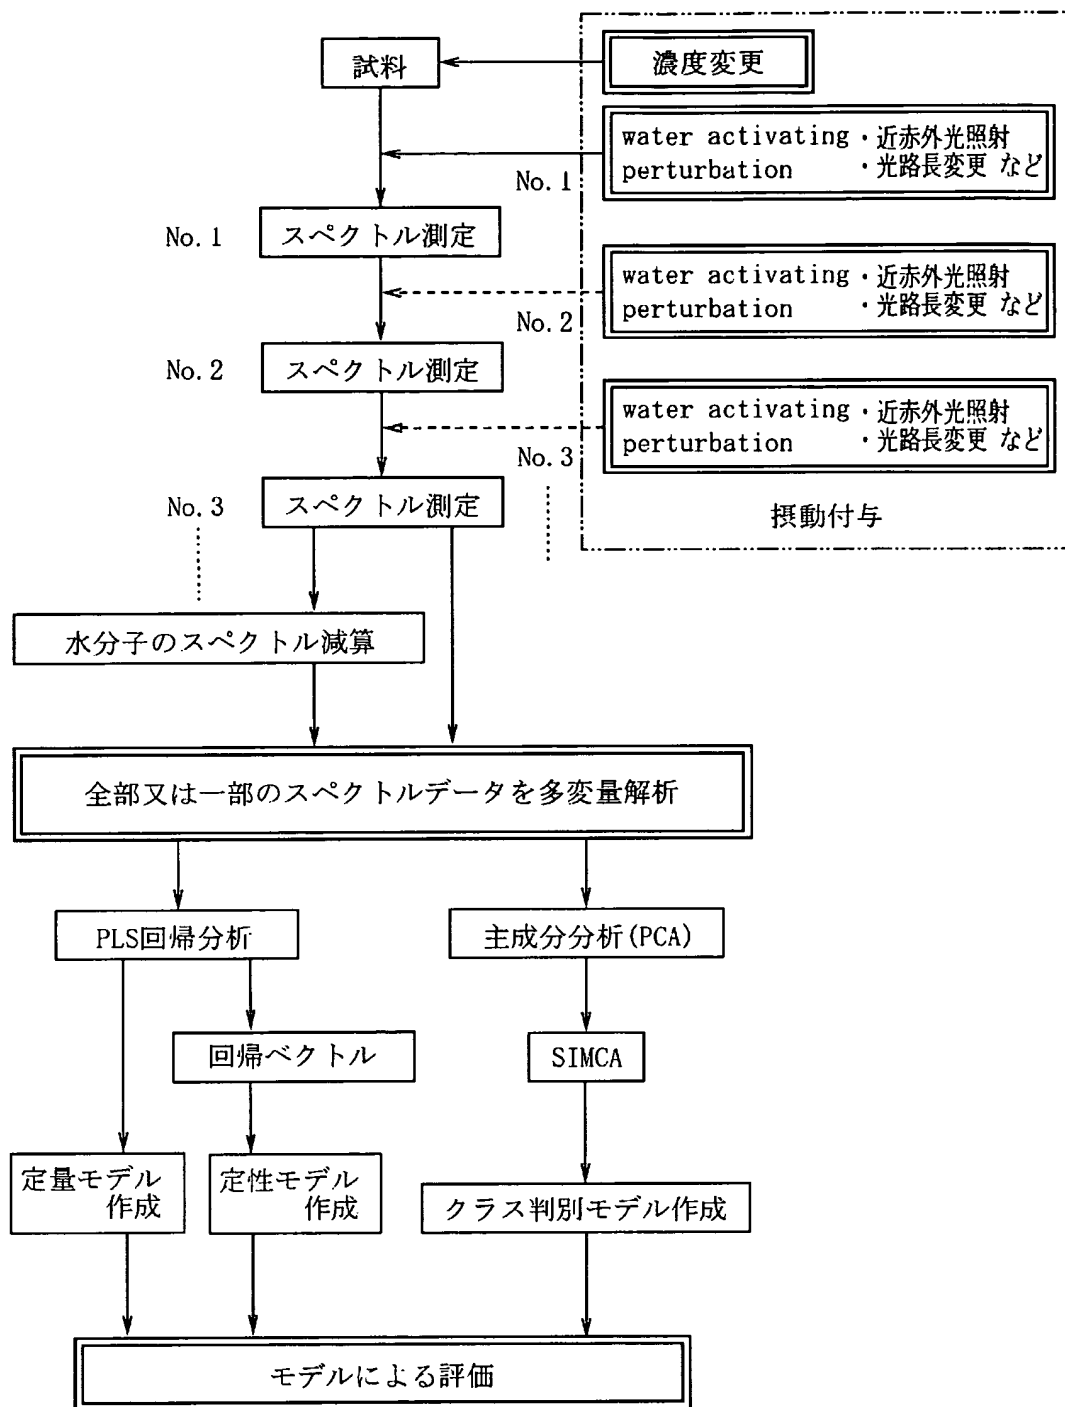 試料
濃度変更
water activating ・近赤外光照射
perturbation ・光路長変更 など
No.1
No.1
スペクトル測定
water activating ・近赤外光照射
perturbation ・光路長変更 など
No.2
No.2
スペクトル測定
water activating ・近赤外光照射
perturbation ・光路長変更 など
No.3
No.3
スペクトル測定
摂動付与
水分子のスペクトル減算
全部又は一部のスペクトルデータを多変量解析
PLS回帰分析
主成分分析(PCA)
回帰ベクトル
SIMCA
定量モデル
作成
定性モデル
作成
クラス判別モデル作成
モデルによる評価